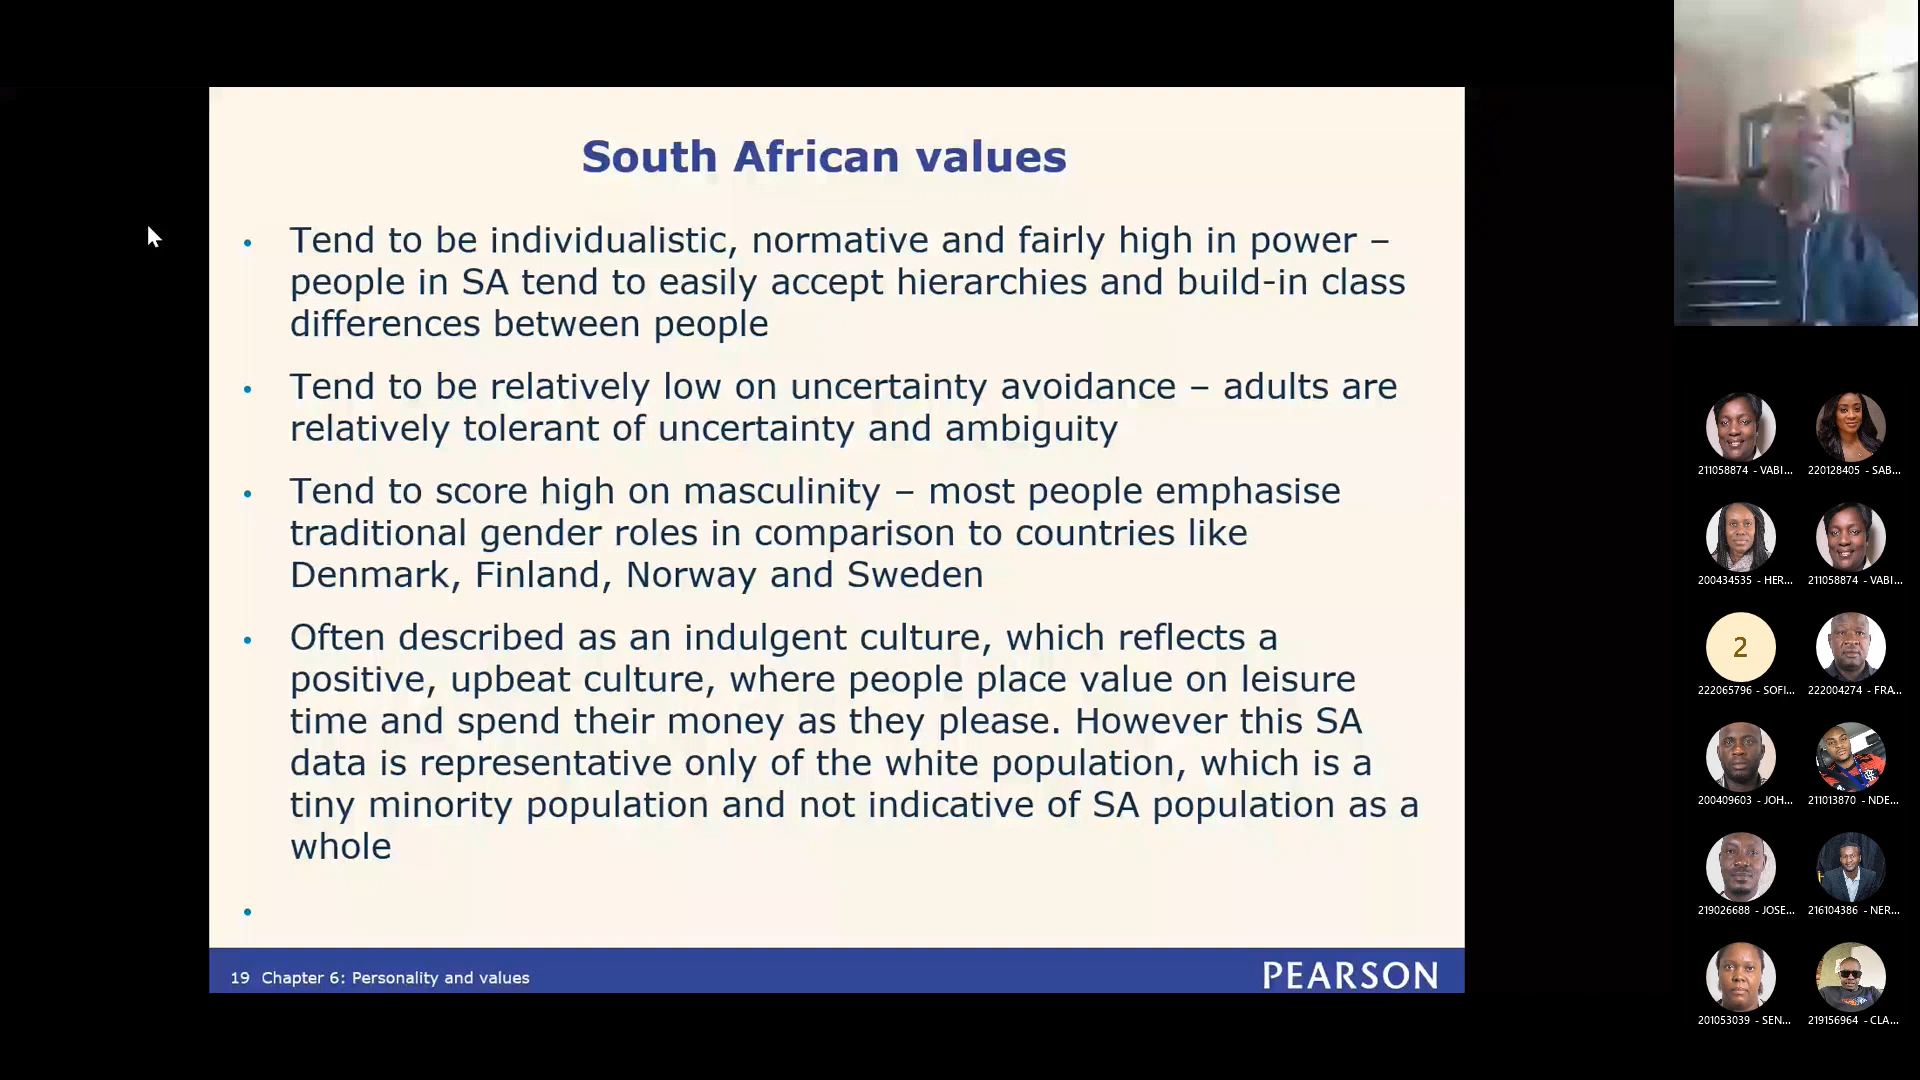 South African values
• Tend to be individualistic, normative and fairly high in power –
people in SA tend to easily accept hierarchies and build-in class
differences between people
• Tend to be relatively low on uncertainty avoidance – adults are
relatively tolerant of uncertainty and ambiguity
• Tend to score high on masculinity – most people emphasise
traditional gender roles in comparison to countries like
Denmark, Finland, Norway and Sweden
• Often described as an indulgent culture, which reflects a
positive, upbeat culture, where people place value on leisure
time and spend their money as they please. However this SA
data is representative only of the white population, which is a
tiny minority population and not indicative of SA population as a
whole
•
19 Chapter 6: Personality and values
PEARSON
211058874 - VABI...
220128405 - SAB...
200434535 - HER...
211058874 - VABI...
2
222065796 - SOFI...
222004274 - FRA...
200409603 - JOH...
211013870 - NDE...
219026688 - JOSE...
216104386 - NER...
201053039 - SEN...
219156964 - CLA...